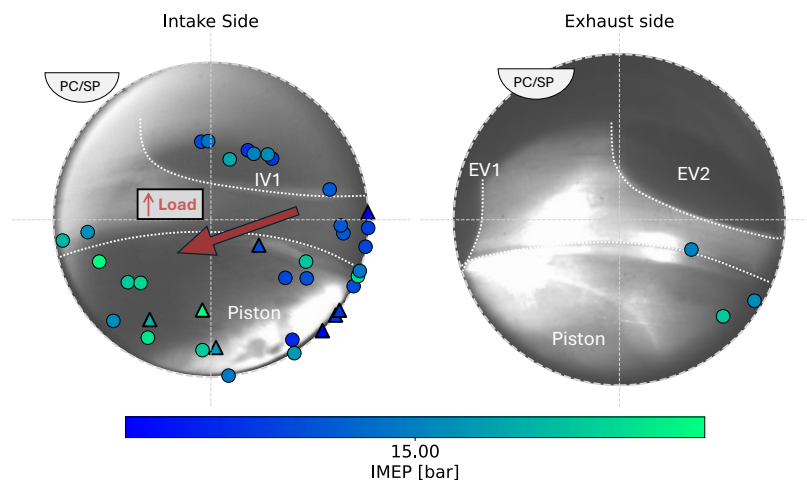 Intake Side
Exhaust side
PC/SP
PC/SP
IV1
EV1
EV2
↑ Load
Piston
Piston
15.00
IMEP [bar]